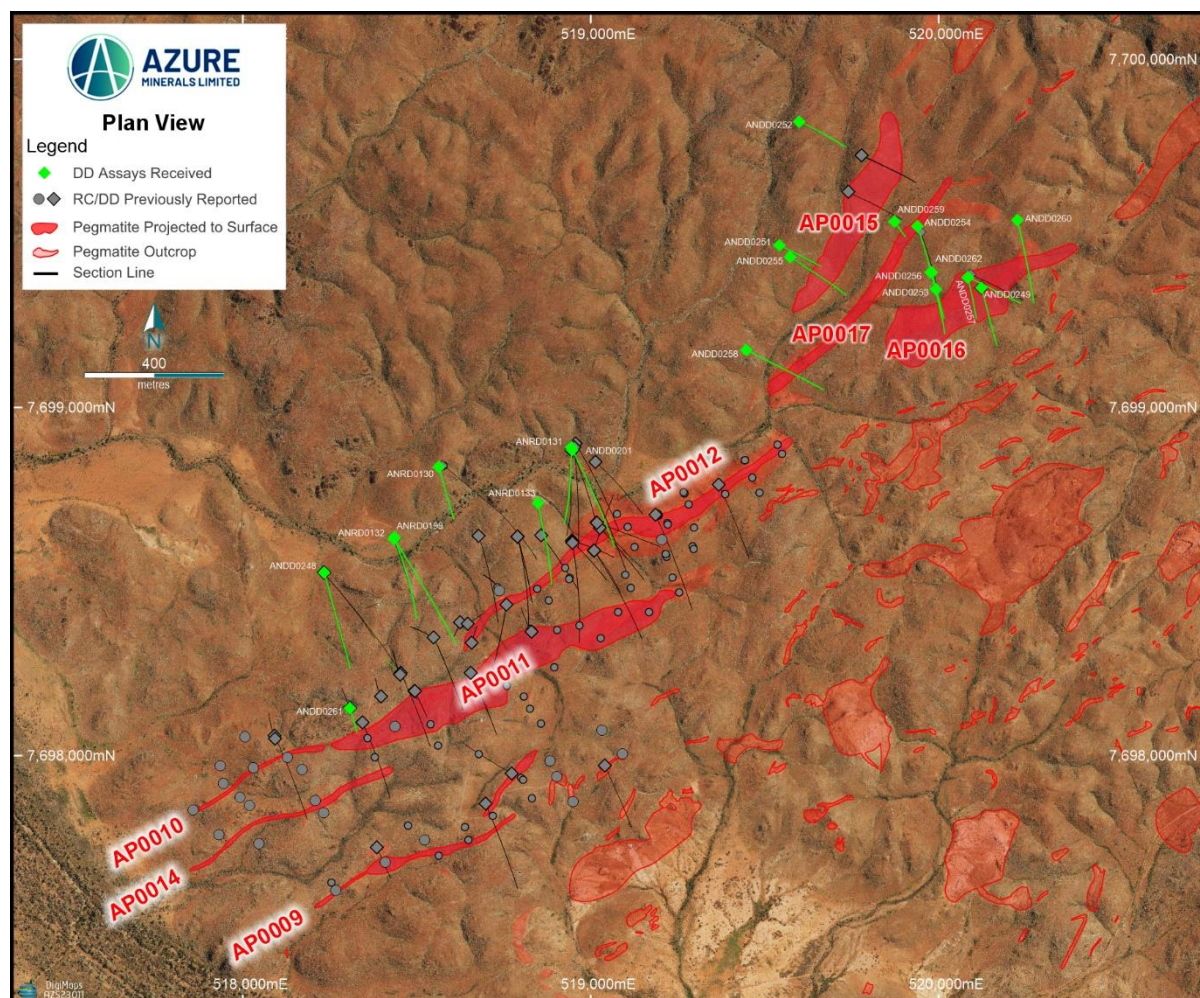 AZURE
MINERALS LIMITED
Plan View
Legend
DD Assays Received
RC/DD Previously Reported
Pegmatite Projected to Surface
Pegmatite Outcrop
Section Line
N
400
metres
519,000mE
520,000mE
7,700,000mN
ANDD0252
AP0015
ANDD0259
ANDD0254
ANDD0260
ANDD0251
ANDD0255
ANDD0262
ANDD0256
ANDD0253
ANDD0257
ANDD0249
AP0017
AP0016
ANDD0258
7,699,000mN
7,699,000mN
ANRD0131
ANDD0201
AP0012
ANRD0130
ANRD0133
ANRD0132
ANRD0198
ANDD0248
AP0011
ANDD0261
7,698,000mN
7,698,000mN
AP0010
AP0014
AP0009
518,000mE
519,000mE
520,000mE
DigiMaps
AZS23011